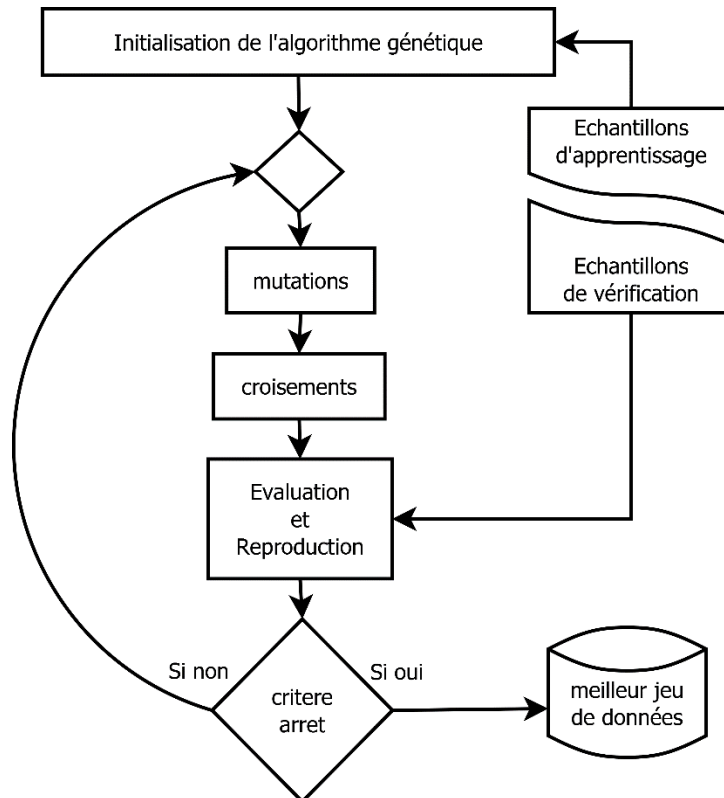 Initialisation de l'algorithme génétique
Echantillons
d'apprentissage
Echantillons
de vérification
mutations
croisements
Evaluation
et
Reproduction
Si non
critere
arret
Si oui
meilleur jeu
de données